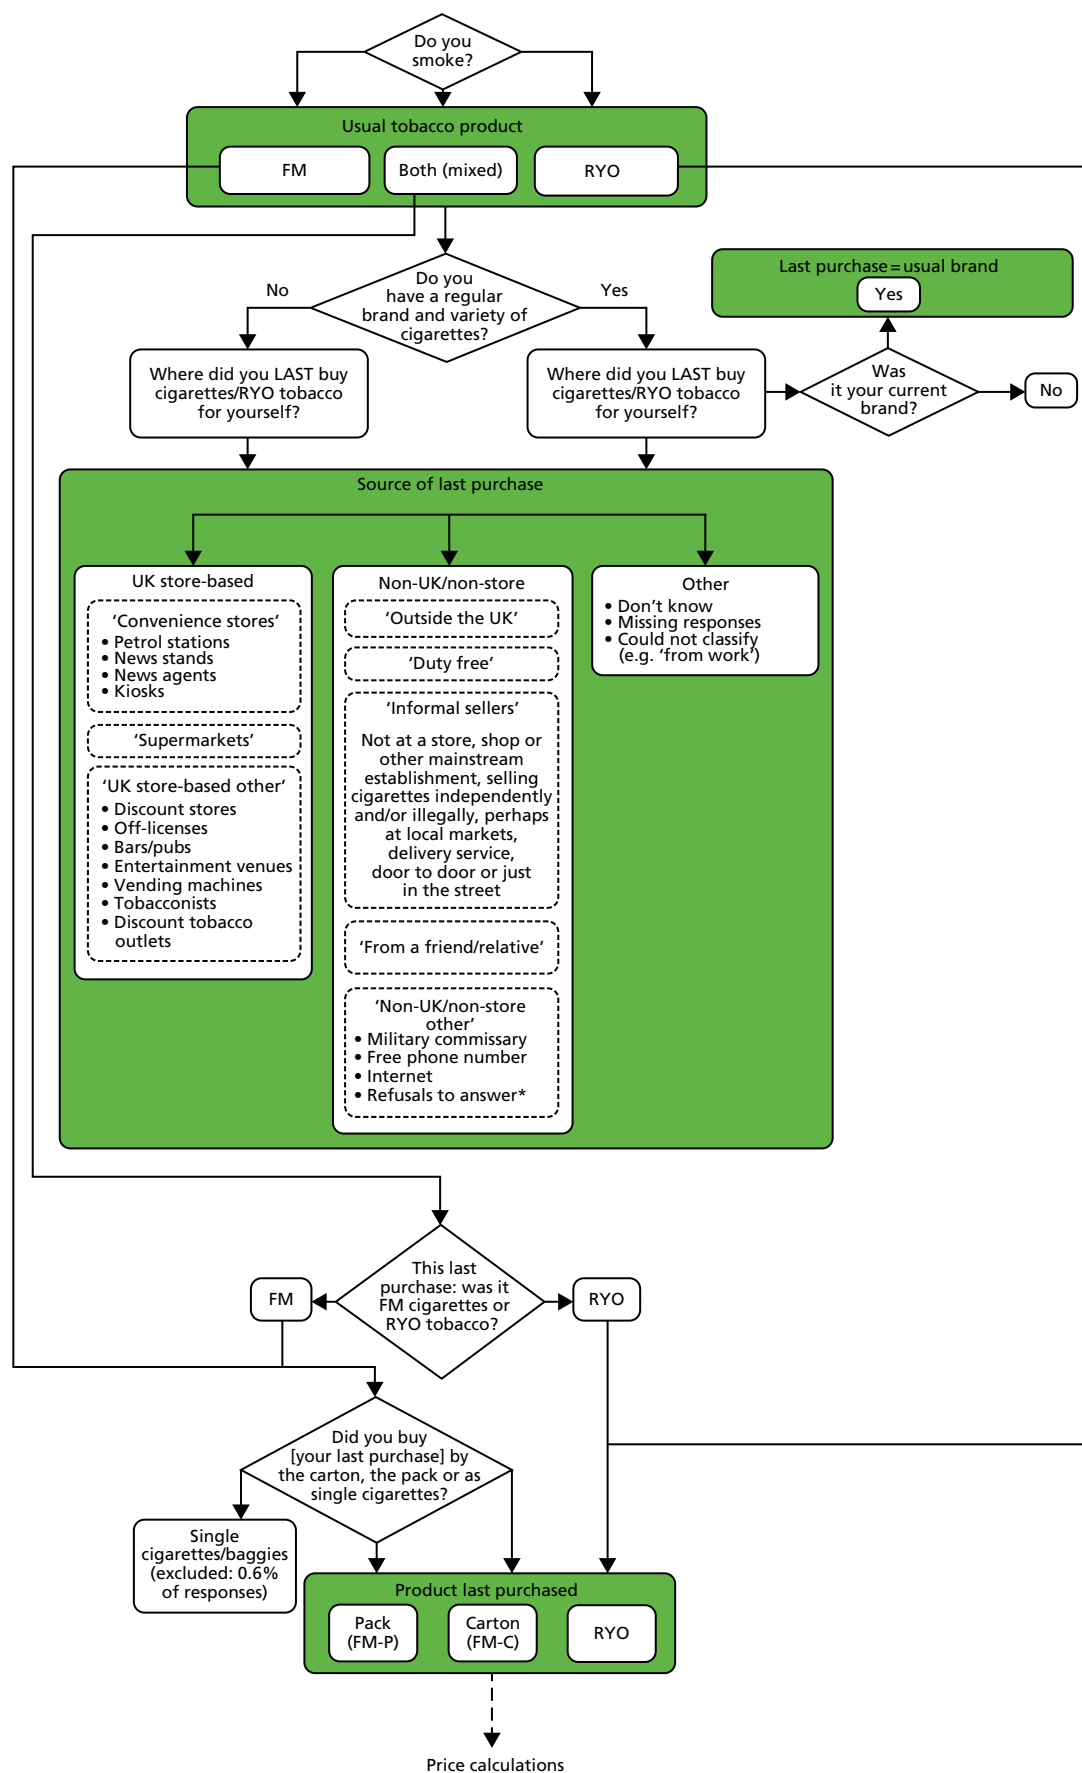 Do you
smoke?
Usual tobacco product
FM
Both (mixed)
RYO
Do you
have a regular
brand and variety of
cigarettes?
No
Yes
Last purchase = usual brand
Yes
Where did you LAST buy
cigarettes/RYO tobacco
for yourself?
Where did you LAST buy
cigarettes/RYO tobacco
for yourself?
Was
it your current
brand?
No
Source of last purchase
UK store-based
‘Convenience stores’
• Petrol stations
• News stands
• News agents
• Kiosks
‘Supermarkets’
‘UK store-based other’
• Discount stores
• Off-licenses
• Bars/pubs
• Entertainment venues
• Vending machines
• Tobacconists
• Discount tobacco
outlets
Non-UK/non-store
‘Outside the UK’
‘Duty free’
‘Informal sellers’
Not at a store, shop or
other mainstream
establishment, selling
cigarettes independently
and/or illegally, perhaps
at local markets,
delivery service,
door to door or just
in the street
‘From a friend/relative’
‘Non-UK/non-store
other’
• Military commissary
• Free phone number
• Internet
• Refusals to answer*
Other
• Don’t know
• Missing responses
• Could not classify
(e.g. ‘from work’)
This last
purchase: was it
FM cigarettes or
RYO tobacco?
FM
RYO
Did you buy
[your last purchase] by
the carton, the pack or as
single cigarettes?
Single
cigarettes/baggies
(excluded: 0.6%
of responses)
Product last purchased
Pack
(FM-P)
Carton
(FM-C)
RYO
Price calculations